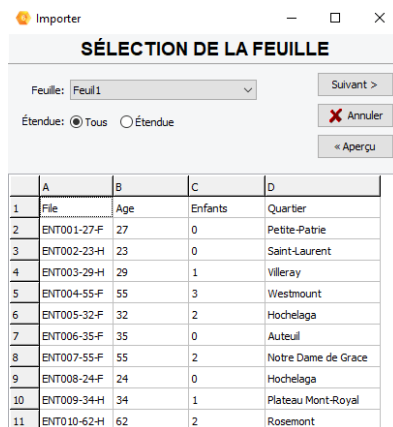 Importer
SÉLECTION DE LA FEUILLE
Feuille: Feuil1 Suivant >
Étendue: Tous Étendue Annuler
« Aperçu
A B C D
1 File Age Enfants Quartier
2 ENT001-27-F 27 0 Petite-Patrie
3 ENT002-23-H 23 0 Saint-Laurent
4 ENT003-29-H 29 1 Villeray
5 ENT004-55-F 55 3 Westmount
6 ENT005-32-F 32 2 Hochelaga
7 ENT006-35-F 35 0 Auteuil
8 ENT007-55-F 55 2 Notre Dame de Grace
9 ENT008-24-F 24 0 Hochelaga
10 ENT009-34-H 34 1 Plateau Mont-Royal
11 ENT010-62-H 62 2 Rosemont